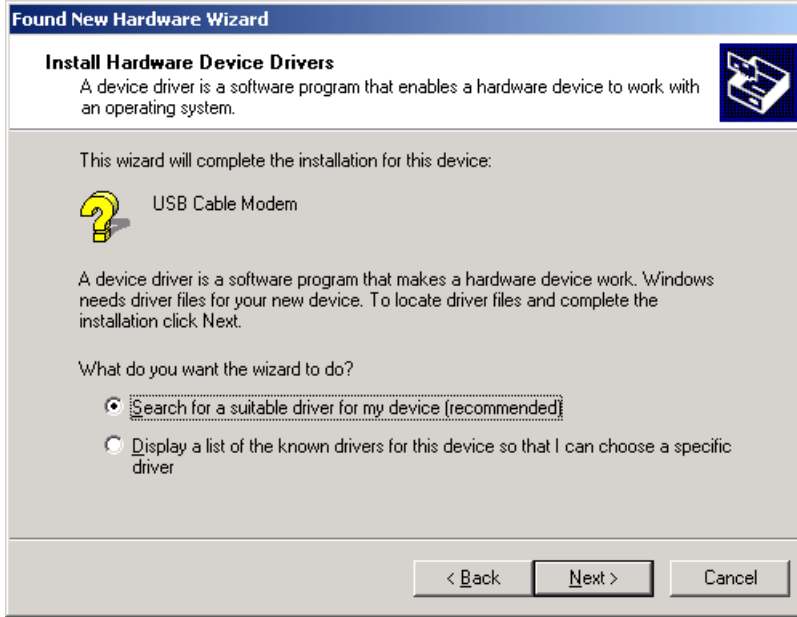 Found New Hardware Wizard
Install Hardware Device Drivers
A device driver is a software program that enables a hardware device to work with
an operating system.
This wizard will complete the installation for this device:
USB Cable Modem
A device driver is a software program that makes a hardware device work. Windows
needs driver files for your new device. To locate driver files and complete the
installation click Next.
What do you want the wizard to do?
Search for a suitable driver for my device (recommended)
Display a list of the known drivers for this device so that I can choose a specific
driver
< Back
Next >
Cancel